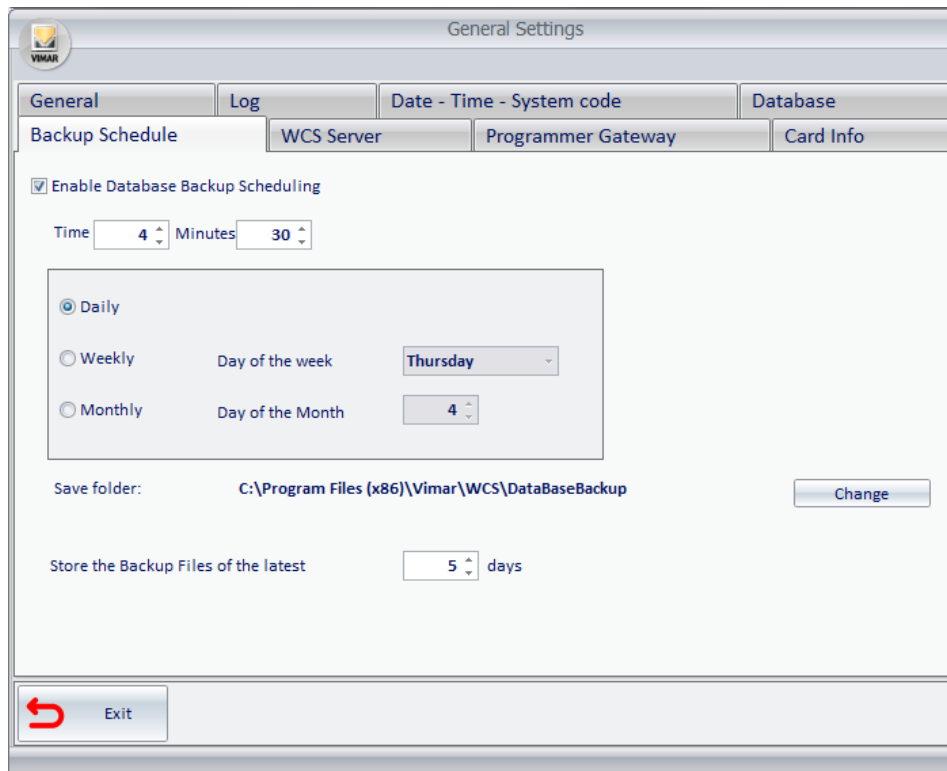 General Settings
VIMAR
General Log Date - Time - System code Database
Backup Schedule WCS Server Programmer Gateway Card Info
Enable Database Backup Scheduling
Time 4 Minutes 30
Daily
Weekly Day of the week Thursday
Monthly Day of the Month 4
Save folder: C:\Program Files (x86)\Vimar\WCS\DataBaseBackup Change
Store the Backup Files of the latest 5 days
Exit